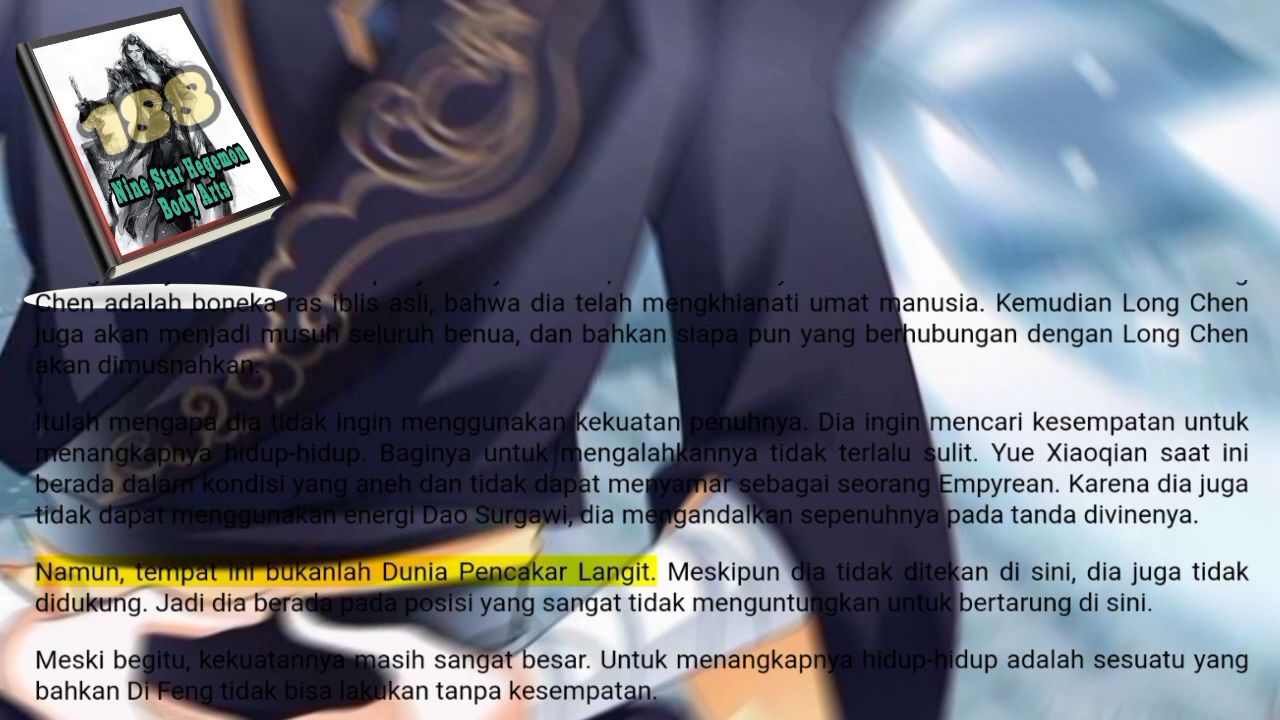 188
Nine Star Hegemon
Body Arts
Chen adalah boneka ras iblis asli, bahwa dia telah mengkhianati umat manusia. Kemudian Long Chen
juga akan menjadi musuh seluruh benua, dan bahkan siapa pun yang berhubungan dengan Long Chen
akan dimusnahkan.
Itulah mengapa dia tidak ingin menggunakan kekuatan penuhnya. Dia ingin mencari kesempatan untuk
menangkapnya hidup-hidup. Baginya untuk mengalahkannya tidak terlalu sulit. Yue Xiaoqian saat ini
berada dalam kondisi yang aneh dan tidak dapat menyamar sebagai seorang Empyrean. Karena dia juga
tidak dapat menggunakan energi Dao Surgawi, dia mengandalkan sepenuhnya pada tanda divinenya.
Namun, tempat ini bukanlah Dunia Pencakar Langit. Meskipun dia tidak ditekan di sini, dia juga tidak
didukung. Jadi dia berada pada posisi yang sangat tidak menguntungkan untuk bertarung di sini.
Meski begitu, kekuatannya masih sangat besar. Untuk menangkapnya hidup-hidup adalah sesuatu yang
bahkan Di Feng tidak bisa lakukan tanpa kesempatan.